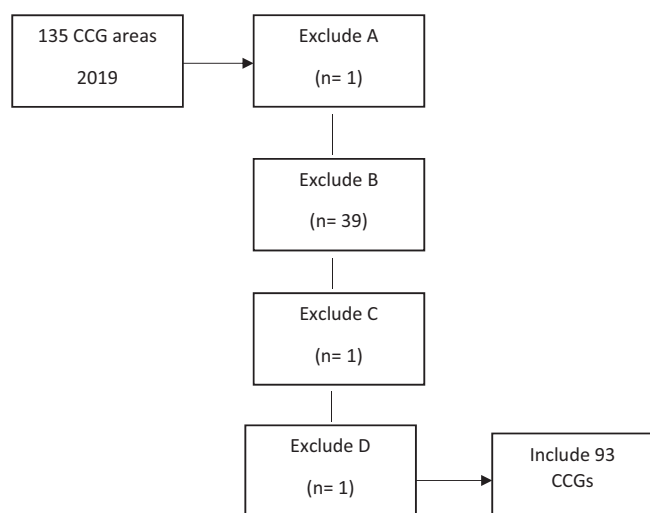 135 CCG areas
2019
Exclude A
(n= 1)
Exclude B
(n= 39)
Exclude C
(n= 1)
Exclude D
(n= 1)
Include 93
CCGs